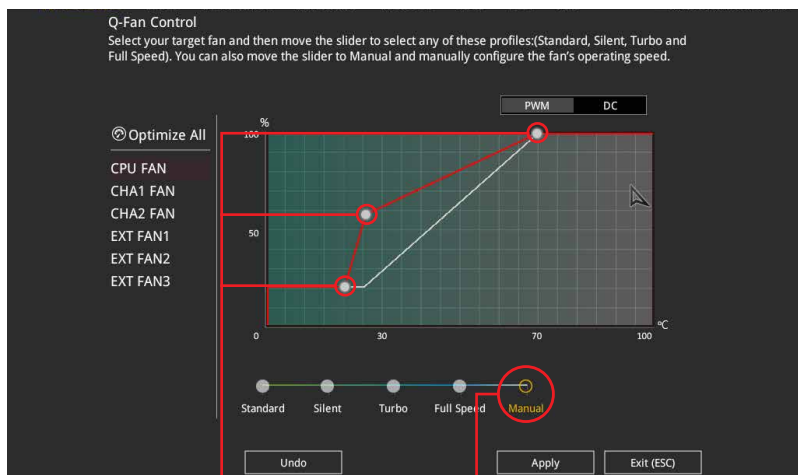 Q-Fan Control
Select your target fan and then move the slider to select any of these profiles:(Standard, Silent, Turbo and
Full Speed). You can also move the slider to Manual and manually configure the fan's operating speed.
PWM DC
%
Optimize All
100
CPU FAN
CHA1 FAN
CHA2 FAN
50
EXT FAN1
EXT FAN2
EXT FAN3
ºC
0 30 70 100
Standard Silent Turbo Full Speed Manual
Undo Apply Exit (ESC)